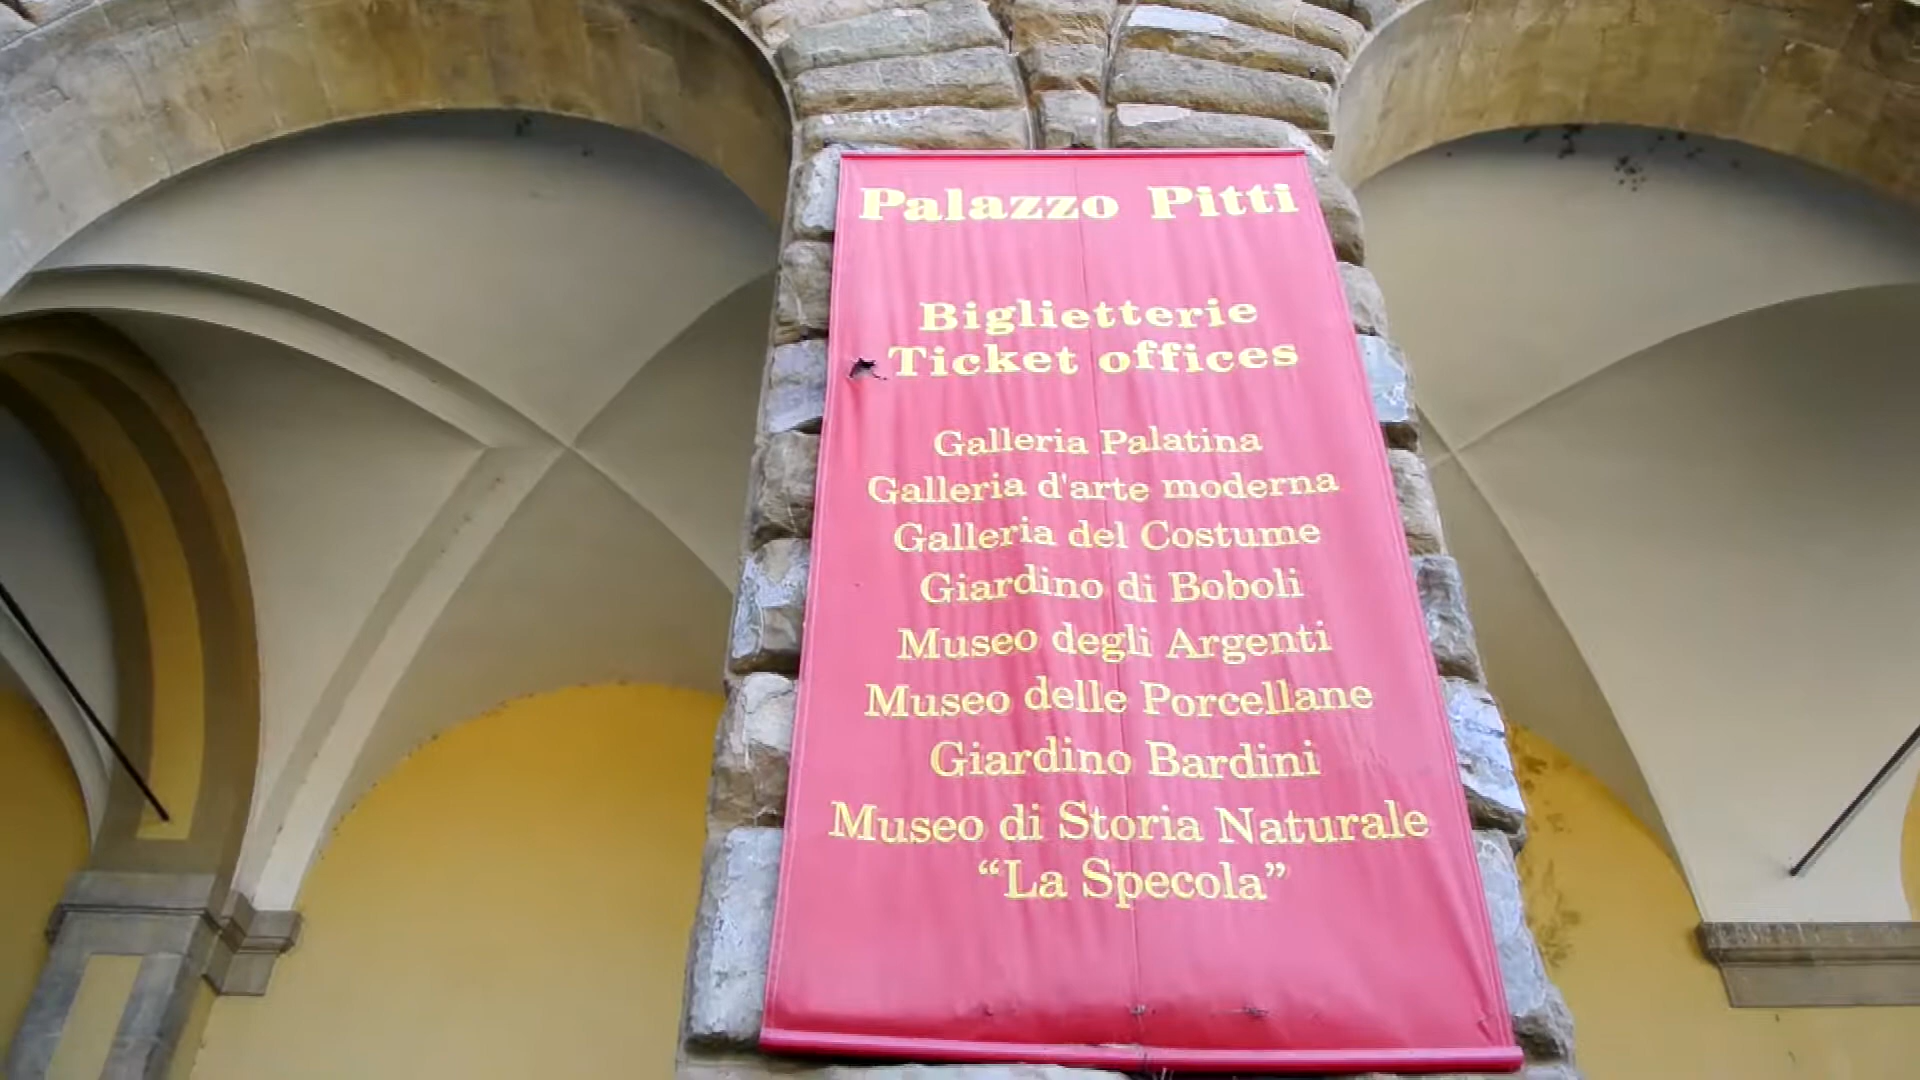 Palazzo Pitti
Biglietterie
Ticket offices
Galleria Palatina
Galleria d'arte moderna
Galleria del Costume
Giardino di Boboli
Museo degli Argenti
Museo delle Porcellane
Giardino Bardini
Museo di Storia Naturale
“La Specola”